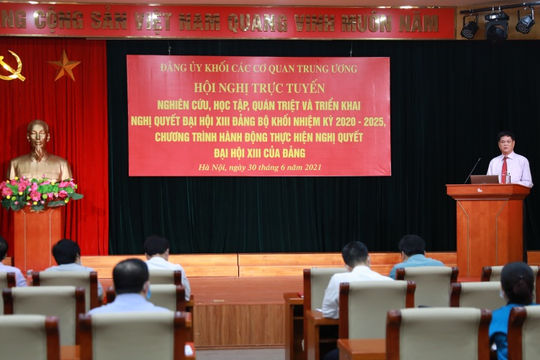 NG CỘNG SẢN VIỆT NAM QUANG VINH MUÔN NĂM
ĐẢNG ỦY KHỐI CÁC CƠ QUAN TRUNG ƯƠNG
HỘI NGHỊ TRỰC TUYẾN
NGHIÊN CỨU, HỌC TẬP, QUÁN TRIỆT VÀ TRIỂN KHAI
NGHỊ QUYẾT ĐẠI HỘI XIII ĐẢNG BỘ KHỐI NHIỆM KỲ 2020 - 2025,
CHƯƠNG TRÌNH HÀNH ĐỘNG THỰC HIỆN NGHỊ QUYẾT
ĐẠI HỘI XIII CỦA ĐẢNG
Hà Nội, ngày 30 tháng 6 năm 2021